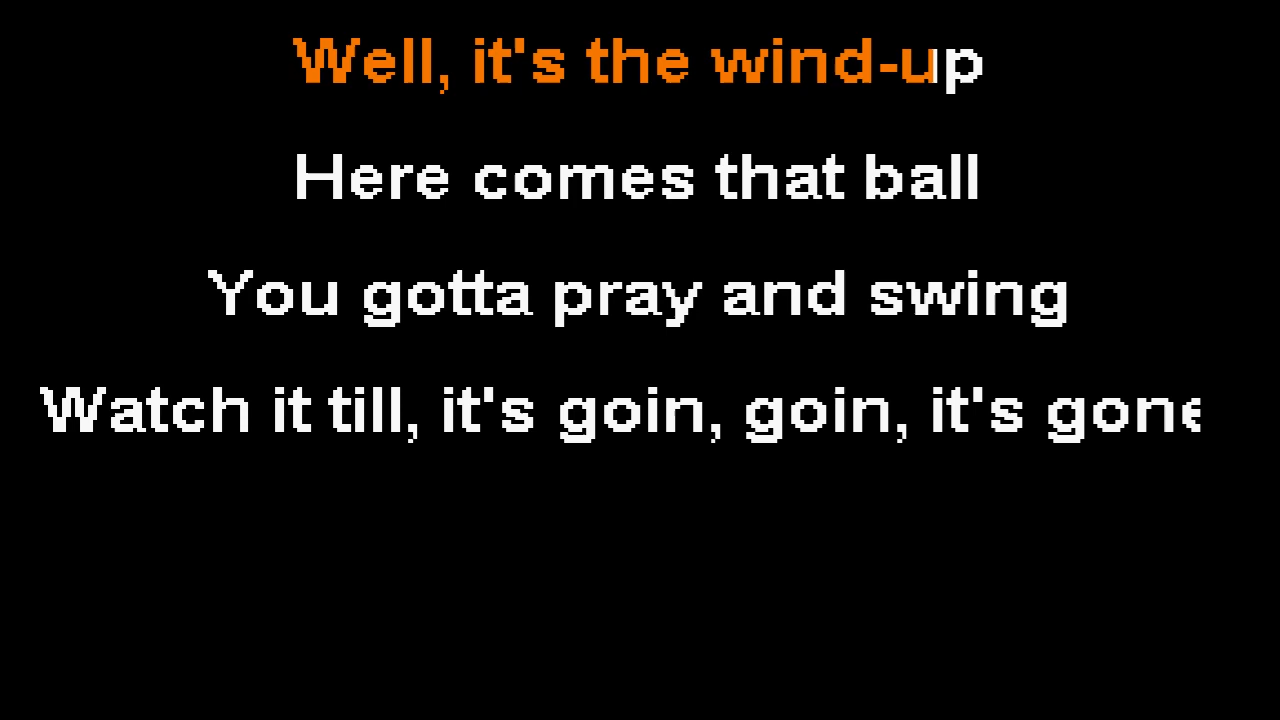 Well, it's the wind-up
Here comes that ball
You gotta pray and swing
Watch it till, it's goin, goin, it's gone